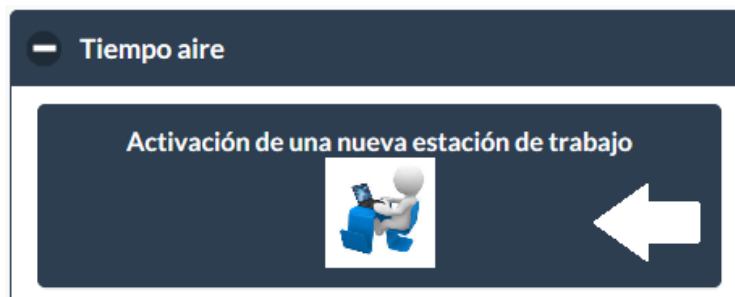 Tiempo aire
Activación de una nueva estación de trabajo